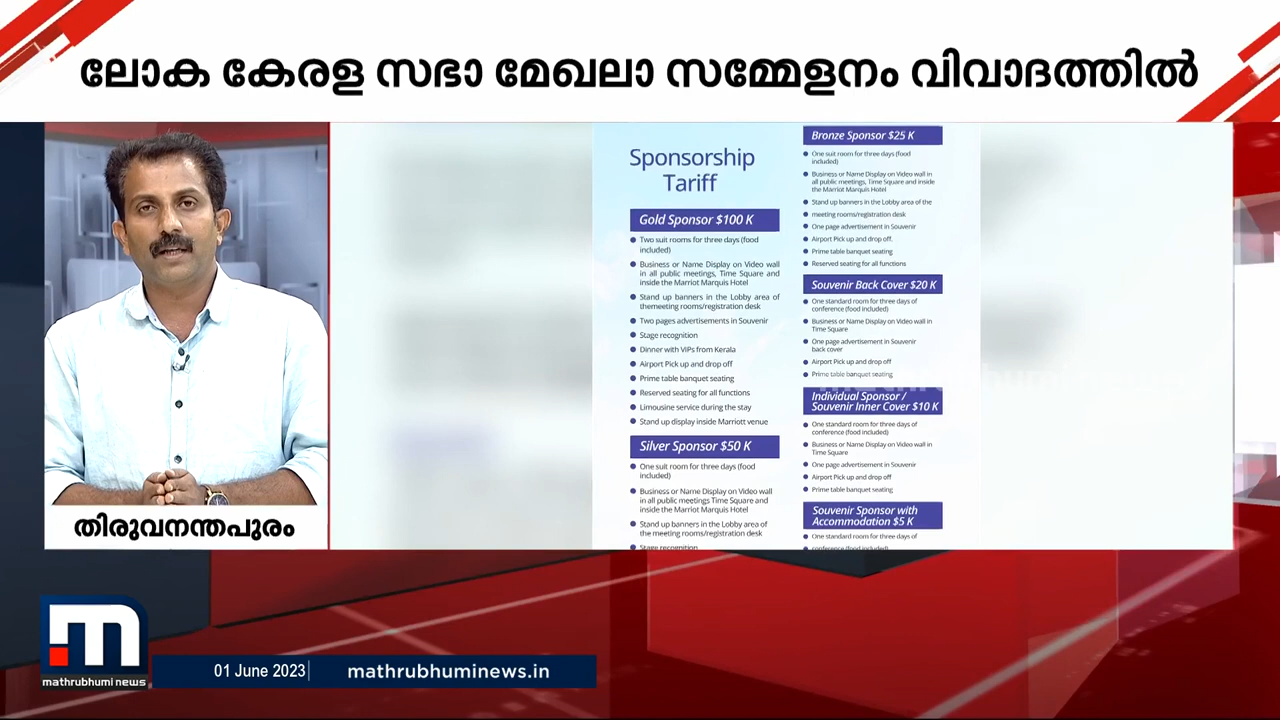 ലോക കേരള സഭാ മേഖലാ സമ്മേളനം വിവാദത്തിൽ
Sponsorship
Tariff
Gold Sponsor $100 K
Two suit rooms for three days (food
included)
Business or Name Display on Video wall
in all public meetings, Time Square and
inside the Marriot Marquis Hotel
Stand up banners in the Lobby area of
themeeting rooms/registration desk
Two pages advertisements in Souvenir
Stage recognition
Dinner with VIPs from Kerala
Airport Pick up and drop off
Prime table banquet seating
Reserved seating for all functions
Limousine service during the stay
Stand up display inside Marriott venue
Silver Sponsor $50 K
One suit room for three days (food
included)
Business or Name Display on Video wall
in all public meetings Time Square and
inside the Marriot Marquis Hotel
Stand up banners in the Lobby area of
the meeting rooms/registration desk
Stage recognition
Bronze Sponsor $25 K
One suit room for three days (food
included)
Business or Name Display on Video wall in
all public meetings, Time Square and inside
the Marriot Marquis Hotel
Stand up banners in the Lobby area of the
meeting rooms/registration desk
One page advertisement in Souvenir
Airport Pick up and drop off.
Prime table banquet seating
Reserved seating for all functions
Souvenir Back Cover $20 K
One standard room for three days of
conference (food included)
Business or Name Display on Video wall in
Time Square
One page advertisement in Souvenir
back cover
Airport Pick up and drop off
Prime table banquet seating
Individual Sponsor /
Souvenir Inner Cover $10 K
One standard room for three days of
conference (food included)
Business or Name Display on Video wall in
Time Square
One page advertisement in Souvenir
Airport Pick up and drop off
Prime table banquet seating
Souvenir Sponsor with
Accommodation $5 K
One standard room for three days of
conference (food included)
തിരുവനന്തപുരം
mathrubhumi news
01 June 2023
mathrubhuminews.in